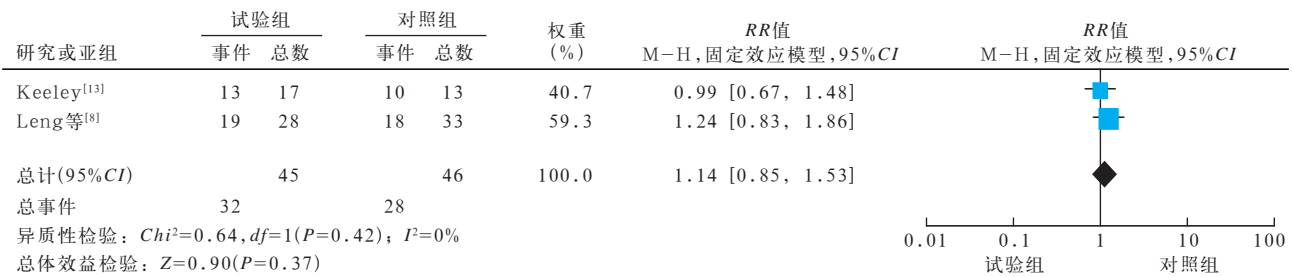 试验组 对照组 权重 RR值 RR值
研究或亚组 事件 总数 事件 总数 (%) M-H,固定效应模型,95%CI M-H,固定效应模型,95%CI
Keeley[13] 13 17 10 13 40.7 0.99 [0.67, 1.48]
Leng等[8] 19 28 18 33 59.3 1.24 [0.83, 1.86]
总计(95%CI) 45 46 100.0 1.14 [0.85, 1.53]
总事件 32 28
异质性检验：Chi²=0.64,df=1(P=0.42)；I²=0%
总体效益检验：Z=0.90(P=0.37)
0.01 0.1 1 10 100
试验组 对照组